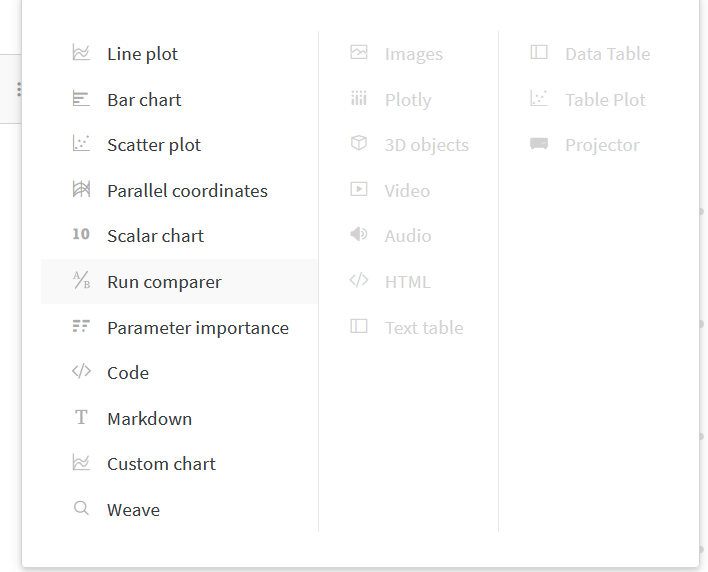 Line plot
Bar chart
Scatter plot
Parallel coordinates
10 Scalar chart
A/B Run comparer
Parameter importance
</> Code
T Markdown
Custom chart
Weave
Images
Plotly
3D objects
Video
Audio
</> HTML
Text table
Data Table
Table Plot
Projector